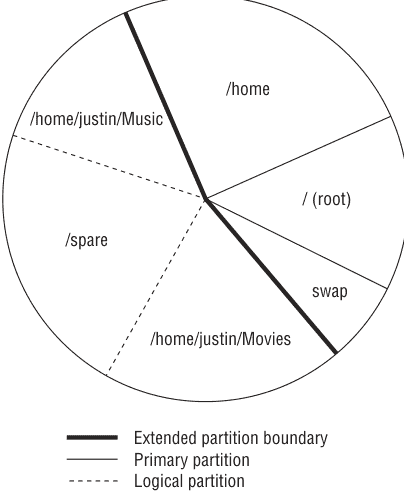 /home
/home/justin/Music
/ (root)
/spare
swap
/home/justin/Movies
Extended partition boundary
Primary partition
Logical partition